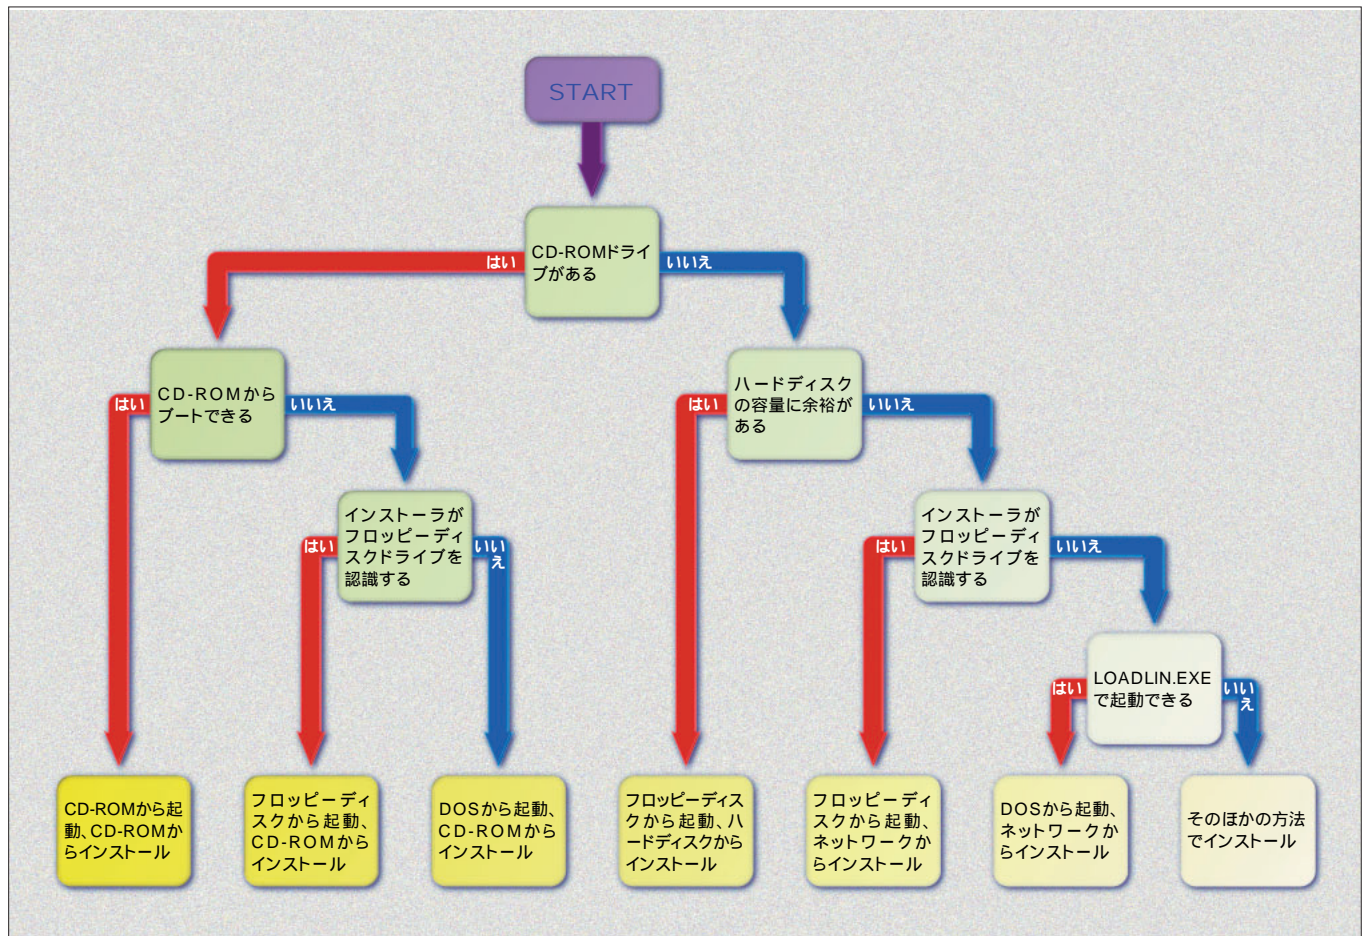 START
CD-ROMドライ
ブがある
はい
いいえ
CD-ROMから
ブートできる
はい
いいえ
ハードディスク
の容量に余裕が
ある
はい
いいえ
インストーラが
フロッピーディ
スクドライブを
認識する
はい
いい
え
インストーラが
フロッピーディ
スクドライブを
認識する
はい
いいえ
LOADLIN.EXE
で起動できる
はい
いい
え
CD-ROMから起
動、CD-ROMか
らインストール
フロッピーディ
スクから起動、
CD-ROMから
インストール
DOSから起動、
CD-ROMから
インストール
フロッピーディス
クから起動、ハ
ードディスクから
インストール
フロッピーディ
スクから起動、
ネットワークか
らインストール
DOSから起動、
ネットワークか
らインストール
そのほかの方法
でインストール